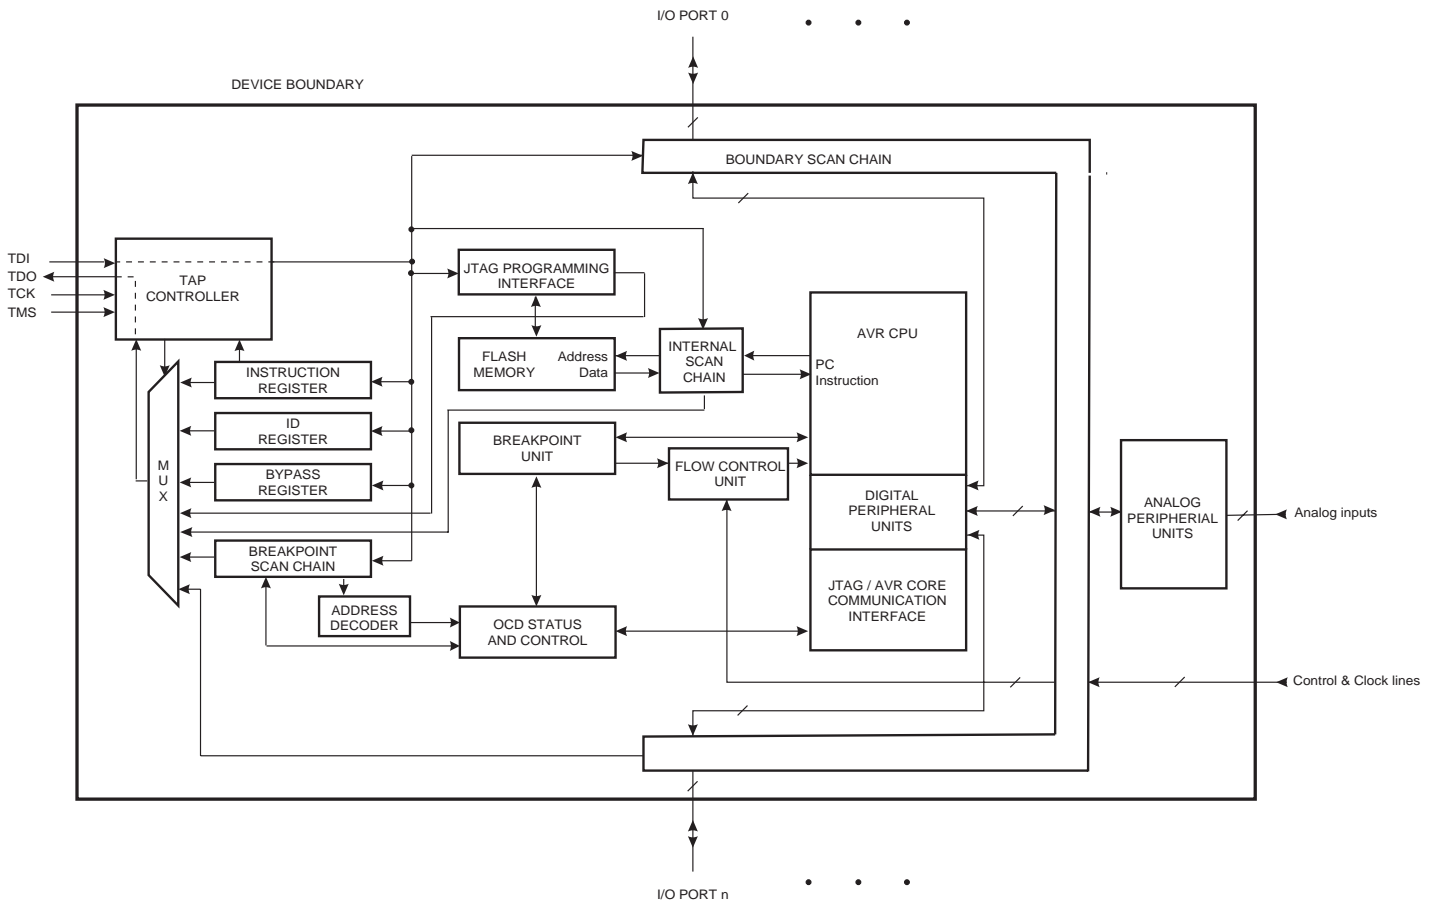 I/O PORT 0
DEVICE BOUNDARY
BOUNDARY SCAN CHAIN
TDI
TDO
TCK
TMS
TAP
CONTROLLER
JTAG PROGRAMMING
INTERFACE
AVR CPU
FLASH
MEMORY
Address
Data
INTERNAL
SCAN
CHAIN
PC
Instruction
INSTRUCTION
REGISTER
ID
REGISTER
M
U
X
BYPASS
REGISTER
BREAKPOINT
UNIT
FLOW CONTROL
UNIT
DIGITAL
PERIPHERAL
UNITS
ANALOG
PERIPHERIAL
UNITS
Analog inputs
BREAKPOINT
SCAN CHAIN
JTAG / AVR CORE
COMMUNICATION
INTERFACE
ADDRESS
DECODER
OCD STATUS
AND CONTROL
Control & Clock lines
I/O PORT n